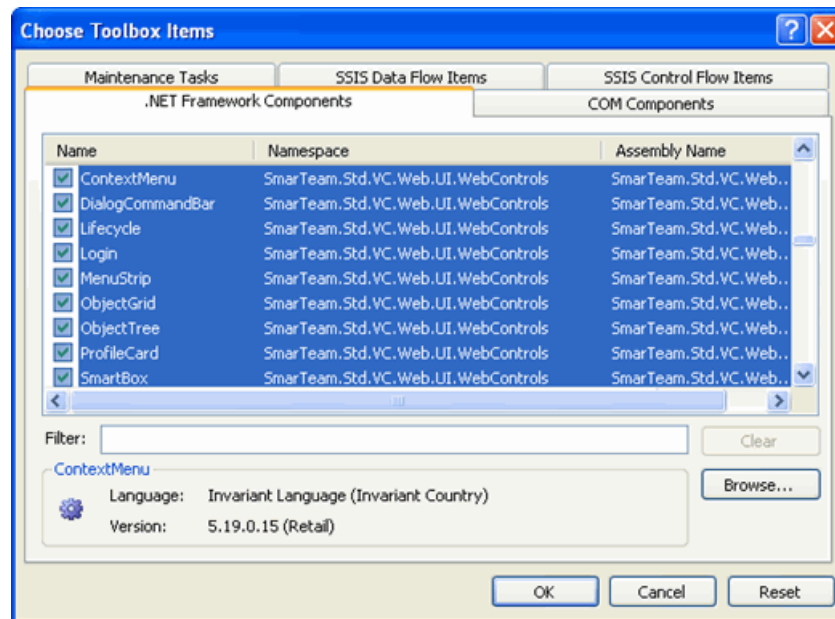 Choose Toolbox Items
Maintenance Tasks SSIS Data Flow Items SSIS Control Flow Items
.NET Framework Components COM Components
Name Namespace Assembly Name
ContextMenu SmarTeam.Std.VC.Web.UI.WebControls SmarTeam.Std.VC.Web..
DialogCommandBar SmarTeam.Std.VC.Web.UI.WebControls SmarTeam.Std.VC.Web..
Lifecycle SmarTeam.Std.VC.Web.UI.WebControls SmarTeam.Std.VC.Web..
Login SmarTeam.Std.VC.Web.UI.WebControls SmarTeam.Std.VC.Web..
MenuStrip SmarTeam.Std.VC.Web.UI.WebControls SmarTeam.Std.VC.Web..
ObjectGrid SmarTeam.Std.VC.Web.UI.WebControls SmarTeam.Std.VC.Web..
ObjectTree SmarTeam.Std.VC.Web.UI.WebControls SmarTeam.Std.VC.Web..
ProfileCard SmarTeam.Std.VC.Web.UI.WebControls SmarTeam.Std.VC.Web..
SmartBox SmarTeam.Std.VC.Web.UI.WebControls SmarTeam.Std.VC.Web..
Filter: Clear
ContextMenu
Browse...
Language: Invariant Language (Invariant Country)
Version: 5.19.0.15 (Retail)
OK Cancel Reset